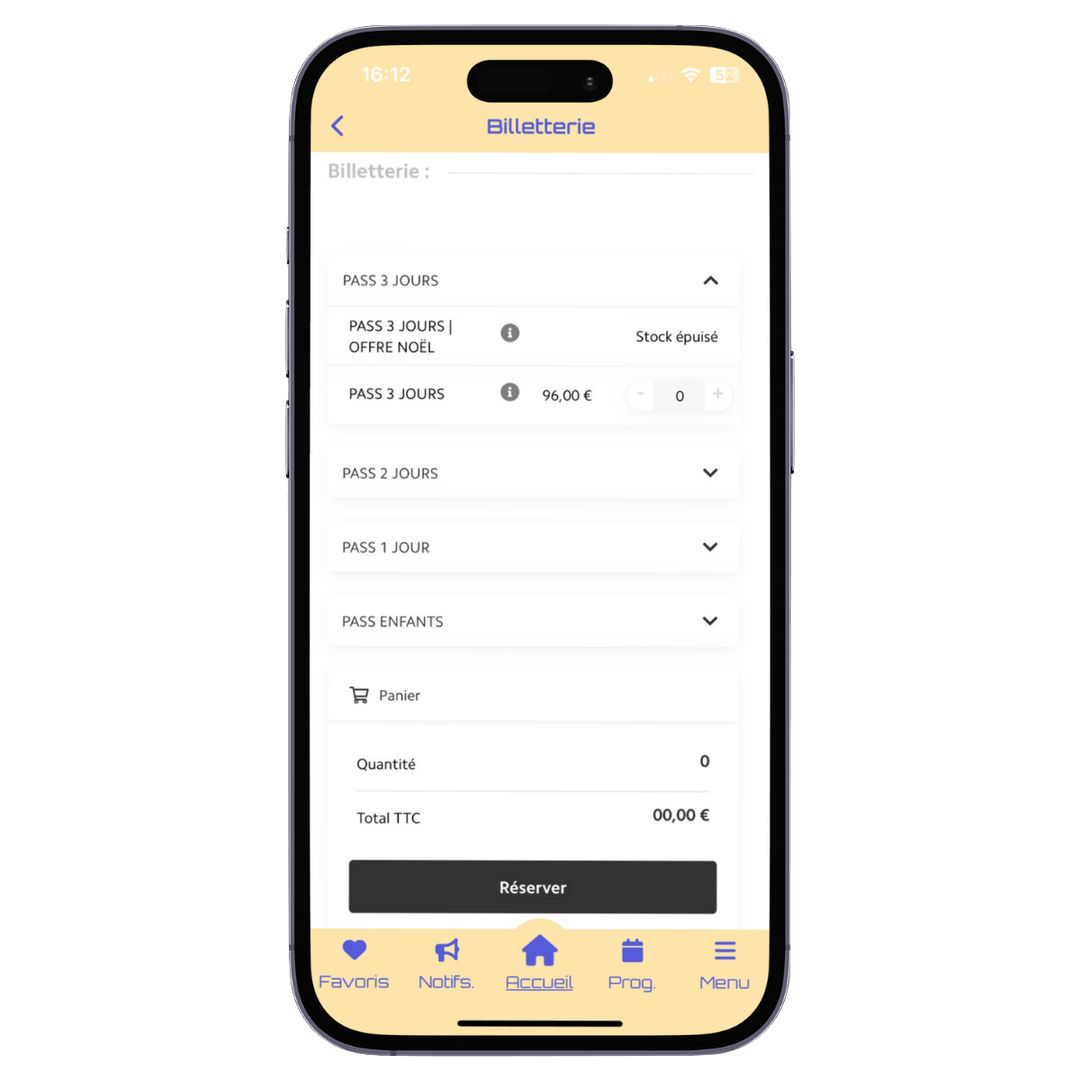 16:12
52
Billetterie
Billetterie :
PASS 3 JOURS
PASS 3 JOURS |
OFFRE NOËL
Stock épuisé
PASS 3 JOURS
96,00 €
-
0
+
PASS 2 JOURS
PASS 1 JOUR
PASS ENFANTS
Panier
Quantité
0
Total TTC
00,00 €
Réserver
Favoris
Notifs.
Accueil
Prog.
Menu